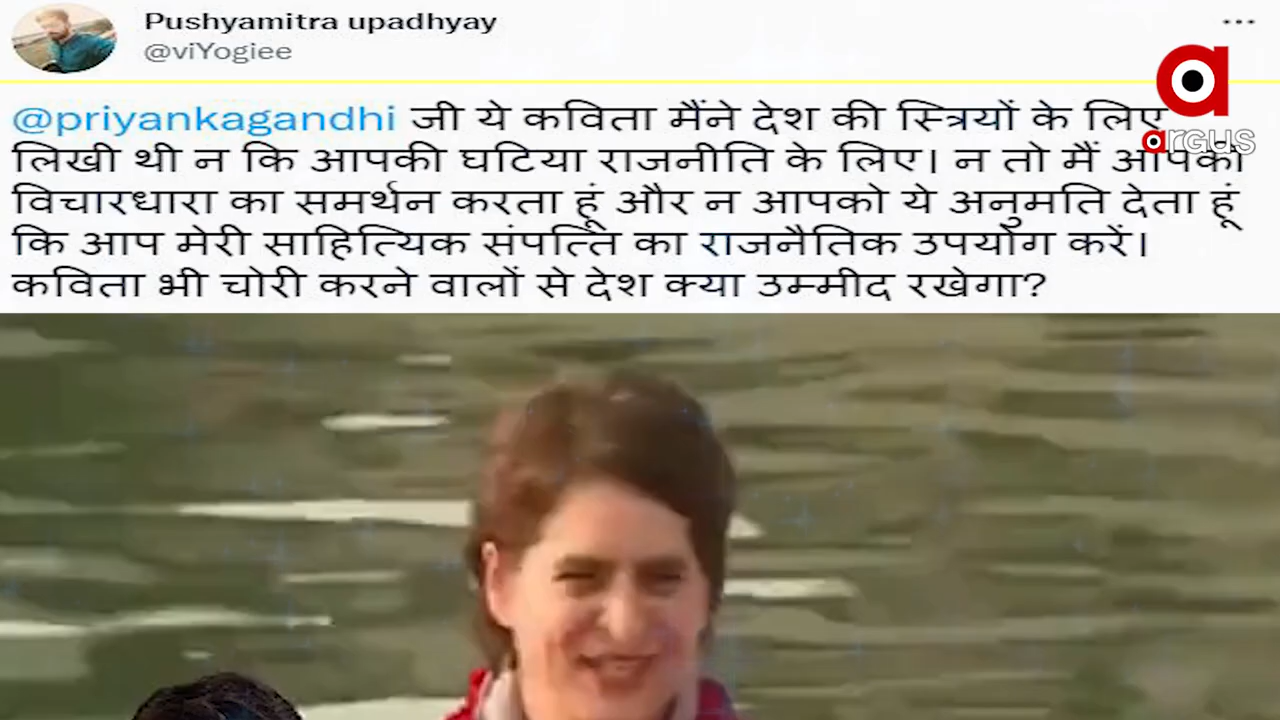 Pushyamitra upadhyay
@viYogiee
argus
@priyankagandhi जी ये कविता मैंने देश की स्त्रियों के लिए
लिखी थी न कि आपकी घटिया राजनीति के लिए। न तो मैं आपकी
विचारधारा का समर्थन करता हूं और न आपको ये अनुमति देता हूं
कि आप मेरी साहित्यिक संपत्ति का राजनैतिक उपयोग करें।
कविता भी चोरी करने वालों से देश क्या उम्मीद रखेगा?